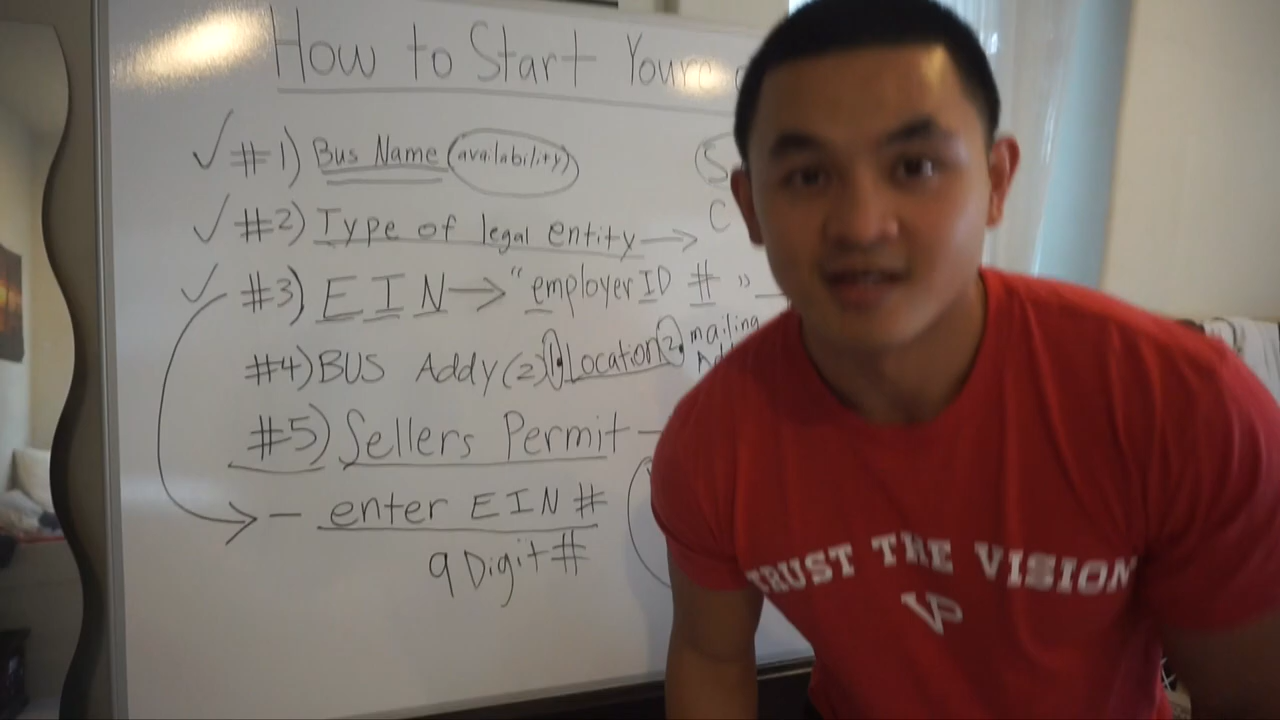 How to Start Your
✓ #1) Bus Name (availability)
✓ #2) Type of legal entity →
✓ #3) EIN → "employer ID #"
#4) BUS Addy (2) 1. Location 2. mailing
#5) Sellers Permit -
- enter EIN #
9 Digit #
TRUST THE VISION